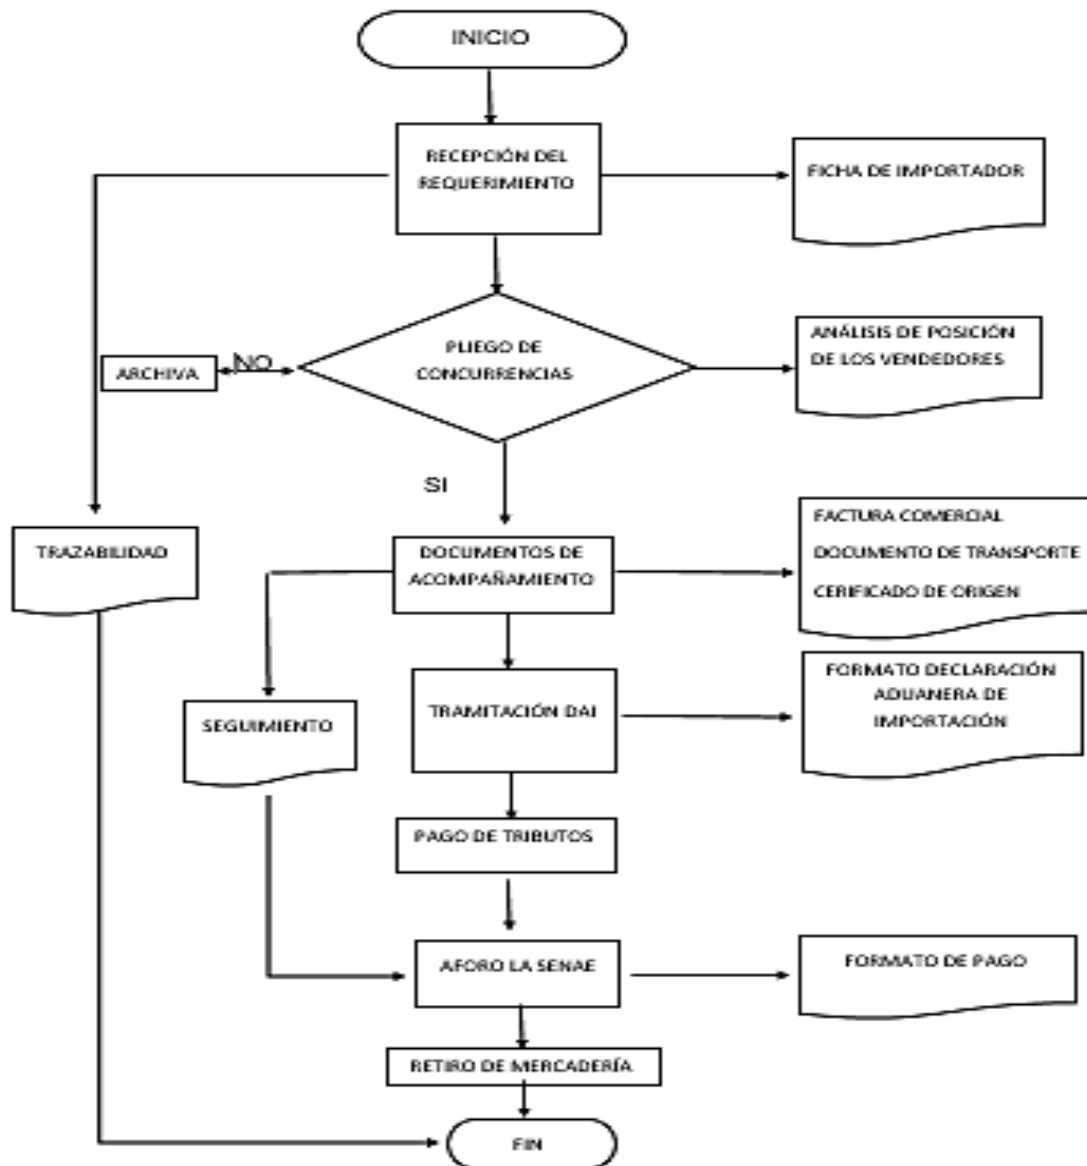 INICIO
RECEPCIÓN DEL
REQUERIMIENTO
FICHA DE IMPORTADOR
PLIEGO DE
CONCURRENCIAS
ANÁLISIS DE POSICIÓN
DE LOS VENDEDORES
NO
ARCHIVA
SI
TRAZABILIDAD
DOCUMENTOS DE
ACOMPAÑAMIENTO
FACTURA COMERCIAL
DOCUMENTO DE TRANSPORTE
CERIFICADO DE ORIGEN
SEGUIMIENTO
TRAMITACIÓN DAI
FORMATO DECLARACIÓN
ADUANERA DE
IMPORTACIÓN
PAGO DE TRIBUTOS
AFORO LA SENAE
FORMATO DE PAGO
RETIRO DE MERCADERÍA
FIN